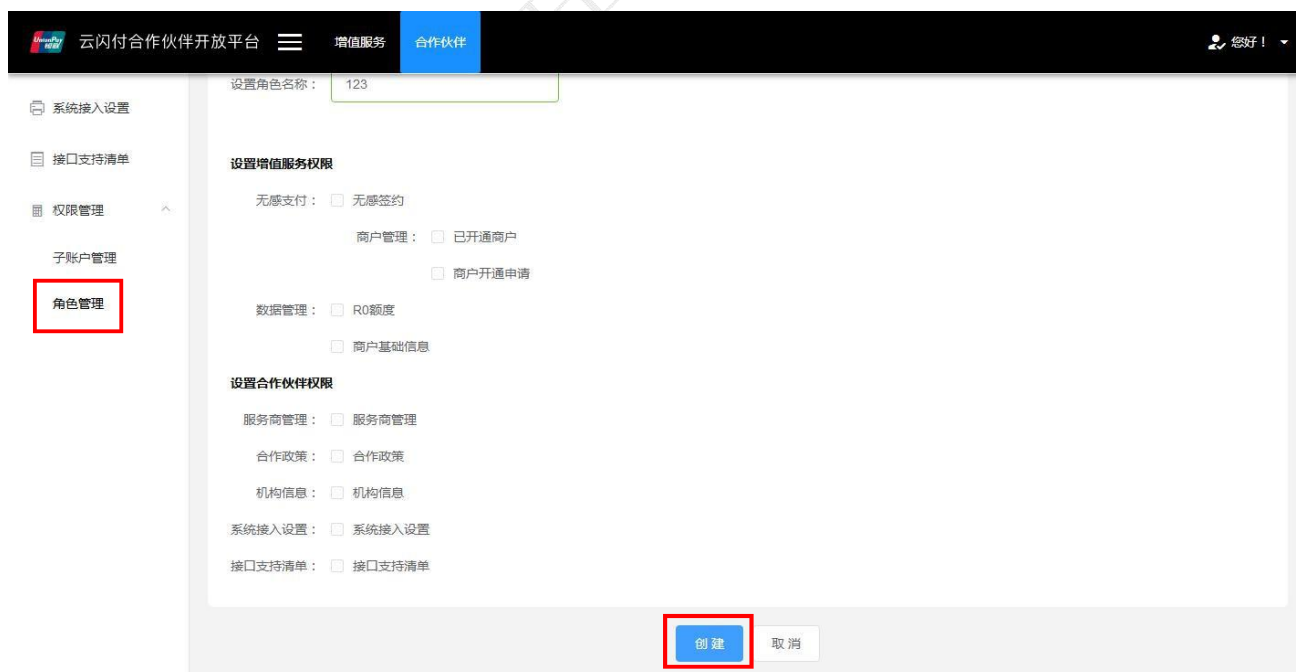 UnionPay 银联 云闪付合作伙伴开放平台 增值服务 合作伙伴 您好！
设置角色名称： 123
系统接入设置
接口支持清单
设置增值服务权限
无感支付： 无感签约
权限管理
商户管理： 已开通商户
子账户管理
商户开通申请
角色管理
数据管理： R0额度
商户基础信息
设置合作伙伴权限
服务商管理： 服务商管理
合作政策： 合作政策
机构信息： 机构信息
系统接入设置： 系统接入设置
接口支持清单： 接口支持清单
创建 取消